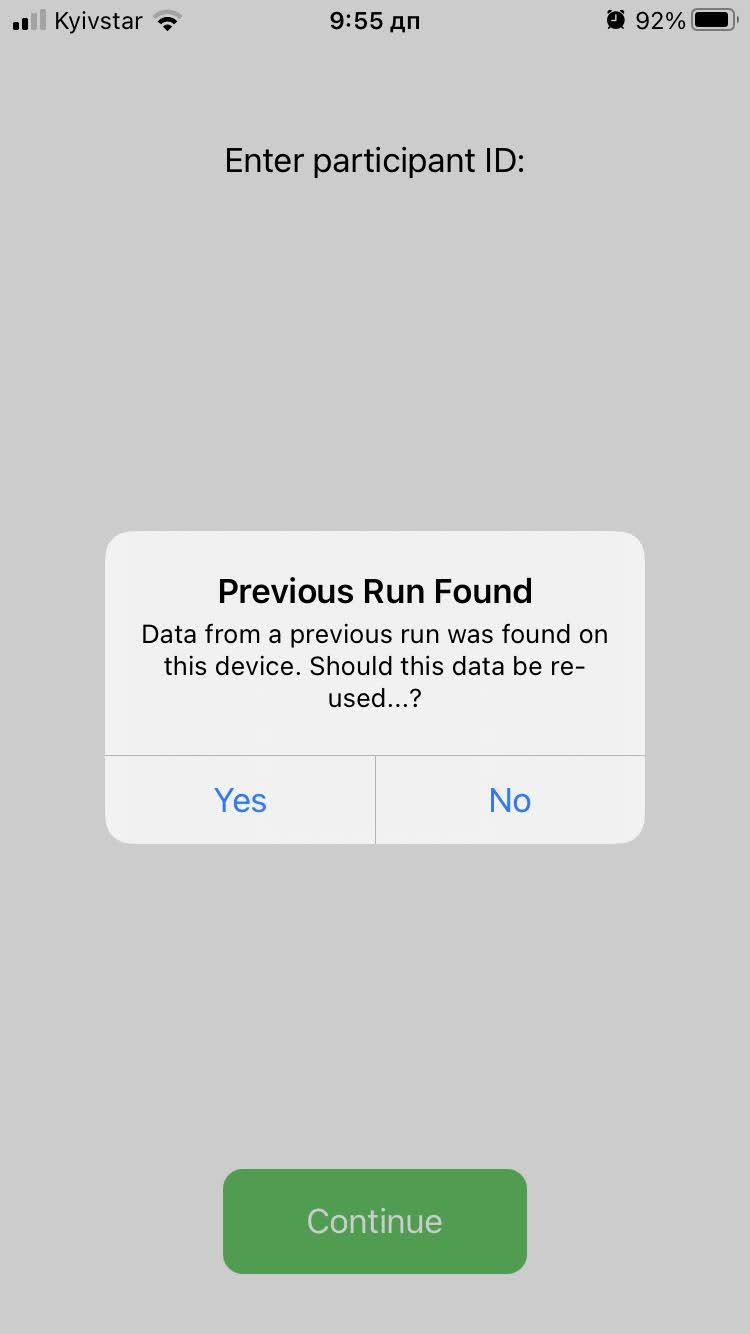 Kyivstar 9:55 дп 92%
Enter participant ID:
Previous Run Found
Data from a previous run was found on
this device. Should this data be re-
used...?
Yes No
Continue